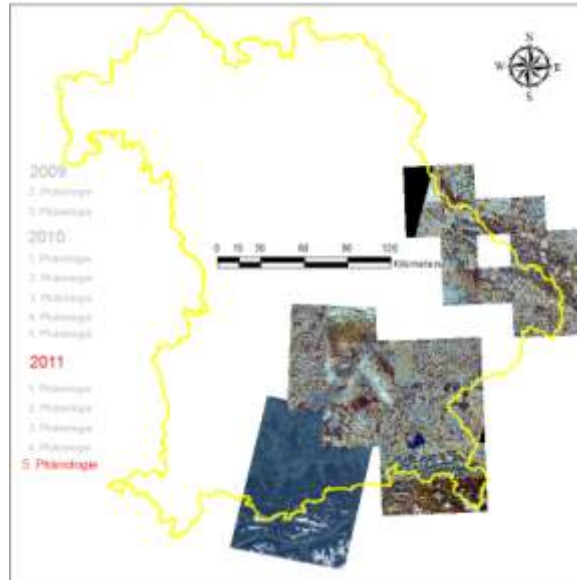 N
W E
S
2009
2. Phänologie
3. Phänologie
2010
1. Phänologie
2. Phänologie
3. Phänologie
4. Phänologie
5. Phänologie
0 15 30 60 90 120
Kilometers
2011
1. Phänologie
2. Phänologie
3. Phänologie
4. Phänologie
5. Phänologie